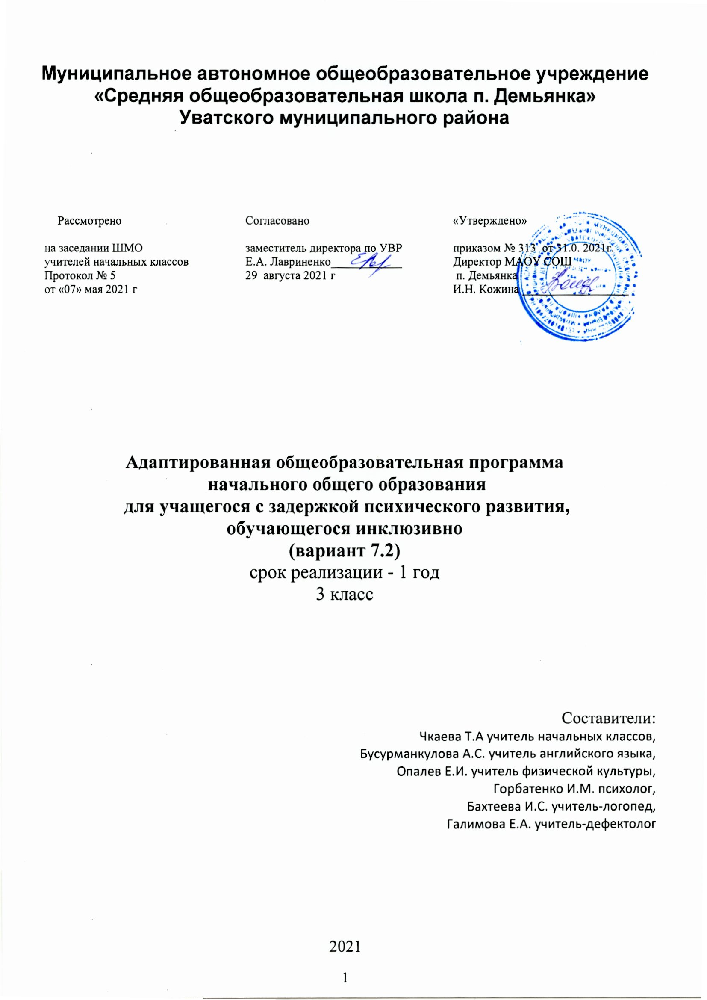 Муниципальное автономное общеобразовательное учреждение
«Средняя общеобразовательная школа п. Демьянка»
Уватского муниципального района
Рассмотрено
на заседании ШМО
учителей начальных классов
Протокол № 5
от «07» мая 2021 г
Согласовано
заместитель директора по УВР
Е.А. Лавриненко
29 августа 2021 г
«Утверждено»
приказом № 313 от 31.0. 2021г.
Директор МАОУ СОШ
п. Демьянка
И.Н. Кожина
Адаптированная общеобразовательная программа
начального общего образования
для учащегося с задержкой психического развития,
обучающегося инклюзивно
(вариант 7.2)
срок реализации - 1 год
3 класс
Составители:
Чкаева Т.А учитель начальных классов,
Бусурманкулова А.С. учитель английского языка,
Опалев Е.И. учитель физической культуры,
Горбатенко И.М. психолог,
Бахтеева И.С. учитель-логопед,
Галимова Е.А. учитель-дефектолог
2021
1